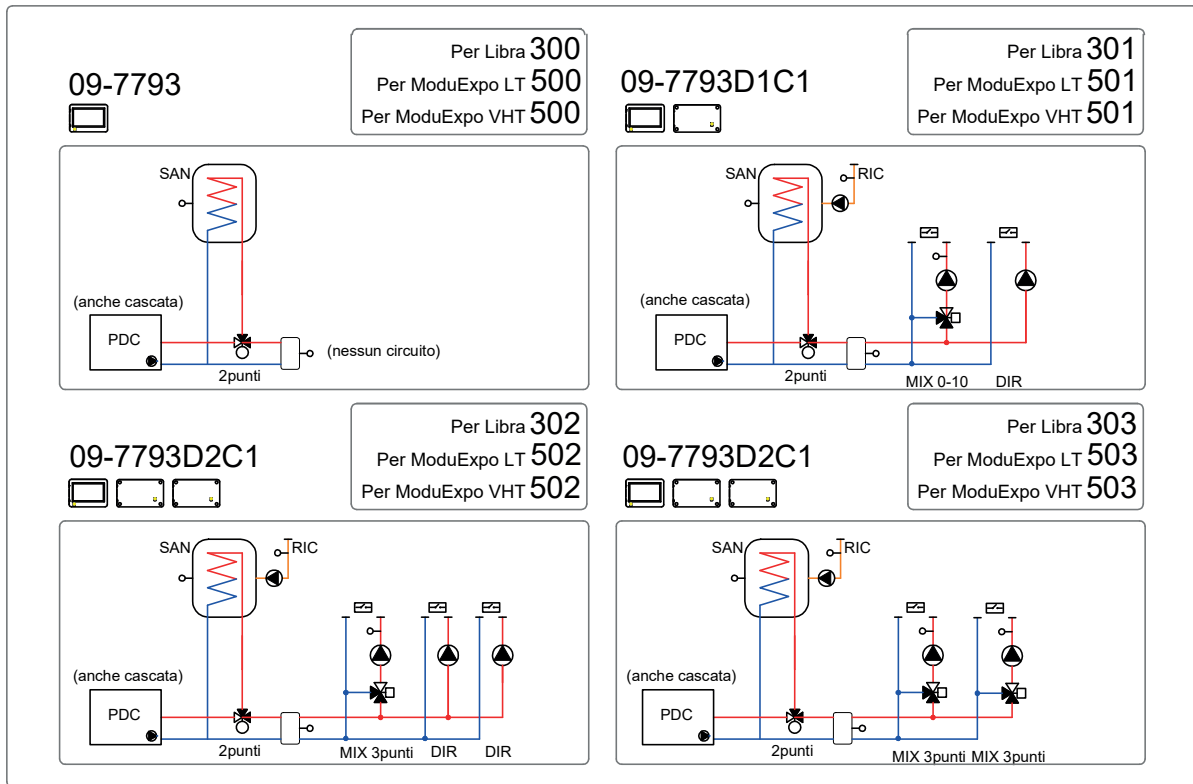 09-7793
Per Libra 300
Per ModuExpo LT 500
Per ModuExpo VHT 500
SAN
(anche cascata)
PDC
(nessun circuito)
2punti
09-7793D1C1
Per Libra 301
Per ModuExpo LT 501
Per ModuExpo VHT 501
SAN
RIC
(anche cascata)
PDC
2punti
MIX 0-10
DIR
09-7793D2C1
Per Libra 302
Per ModuExpo LT 502
Per ModuExpo VHT 502
SAN
RIC
(anche cascata)
PDC
2punti
MIX 3punti
DIR
DIR
09-7793D2C1
Per Libra 303
Per ModuExpo LT 503
Per ModuExpo VHT 503
SAN
RIC
(anche cascata)
PDC
2punti
MIX 3punti
MIX 3punti